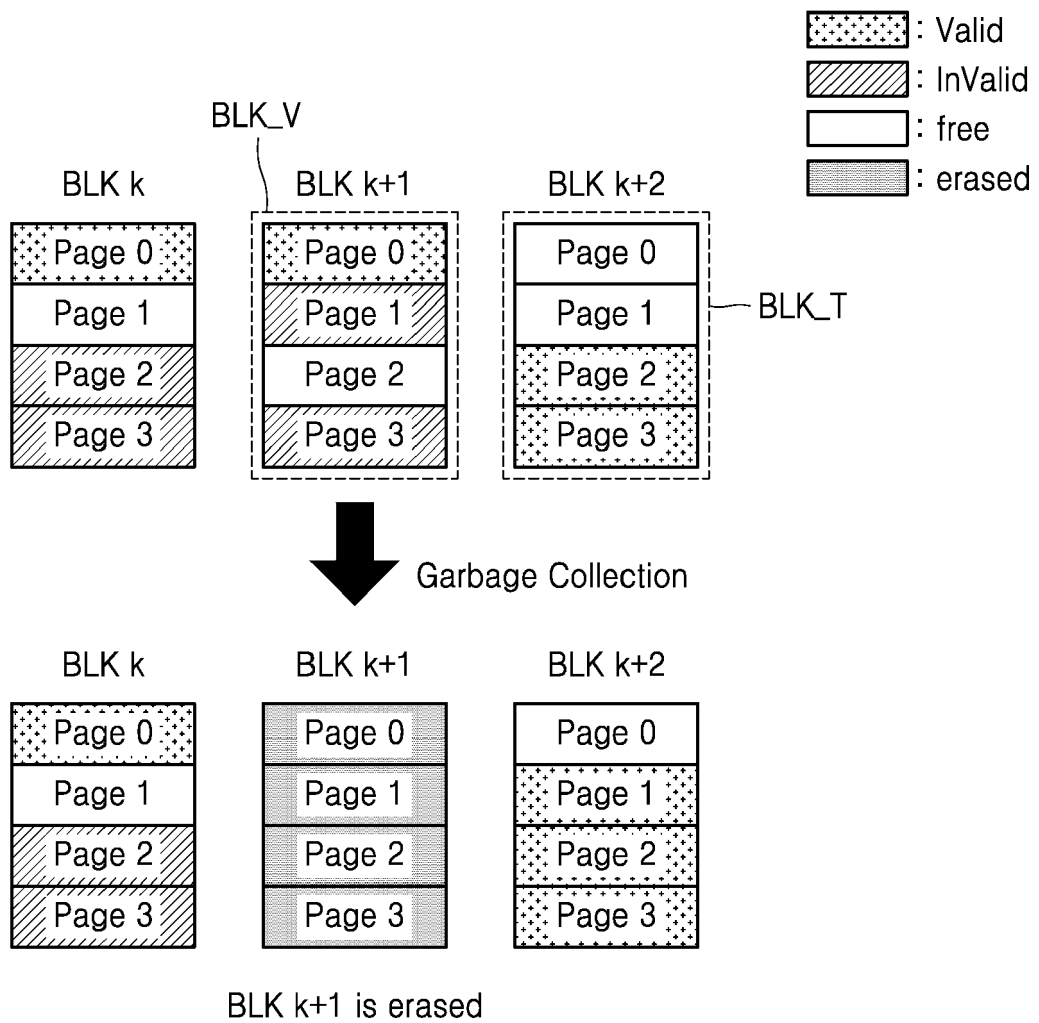 : Valid
: InValid
: free
: erased
BLK_V
BLK k
BLK k+1
BLK k+2
Page 0
Page 0
Page 0
Page 1
Page 1
Page 1
BLK_T
Page 2
Page 2
Page 2
Page 3
Page 3
Page 3
Garbage Collection
BLK k
BLK k+1
BLK k+2
Page 0
Page 0
Page 0
Page 1
Page 1
Page 1
Page 2
Page 2
Page 2
Page 3
Page 3
Page 3
BLK k+1 is erased